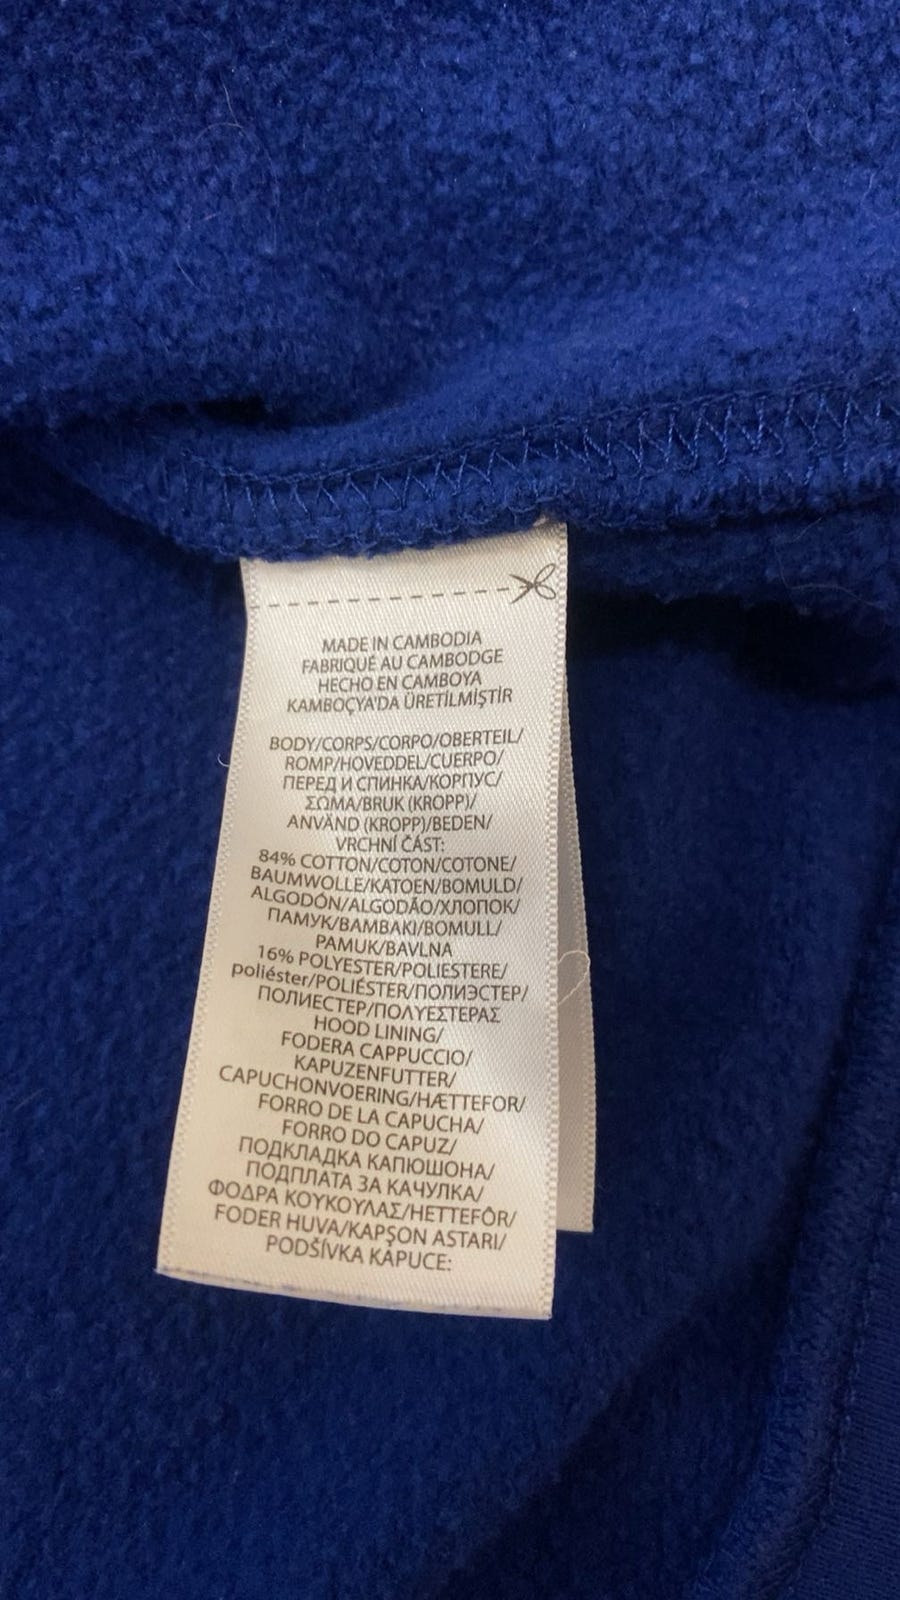 MADE IN CAMBODIA
FABRIQUÉ AU CAMBODGE
HECHO EN CAMBOYA
KAMBOÇYA'DA ÜRETİLMİŞTİR
BODY/CORPS/CORPO/OBERTEIL/
ROMP/HOVEDDEL/CUERPO/
ПЕРЕД И СПИНКА/КОРПУС/
ΣΩΜΑ/BRUK (KROPP)/
ANVÄND (KROPP)/BEDEN/
VRCHNÍ ČÁST:
84% COTTON/COTON/COTONE/
BAUMWOLLE/KATOEN/BOMULD/
ALGODÓN/ALGODÃO/ХЛОПОК/
ПАМУК/ΒΑΜΒΑΚΙ/BOMULL/
PAMUK/BAVLNA
16% POLYESTER/POLIESTERE/
poliéster/POLIÉSTER/ПОЛИЭСТЕР/
ПОЛИЕСТЕР/ΠΟΛΥΕΣΤΕΡΑΣ
HOOD LINING/
FODERA CAPPUCCIO/
KAPUZENFUTTER/
CAPUCHONVOERING/HÆTTEFOR/
FORRO DE LA CAPUCHA/
FORRO DO CAPUZ/
ПОДКЛАДКА КАПЮШОНА/
ПОДПЛАТА ЗА КАЧУЛКА/
ΦΟΔΡΑ ΚΟΥΚΟΥΛΑΣ/HETTEFÔR/
FODER HUVA/KAPŞON ASTARI/
PODŠÍVKA KAPUCE: